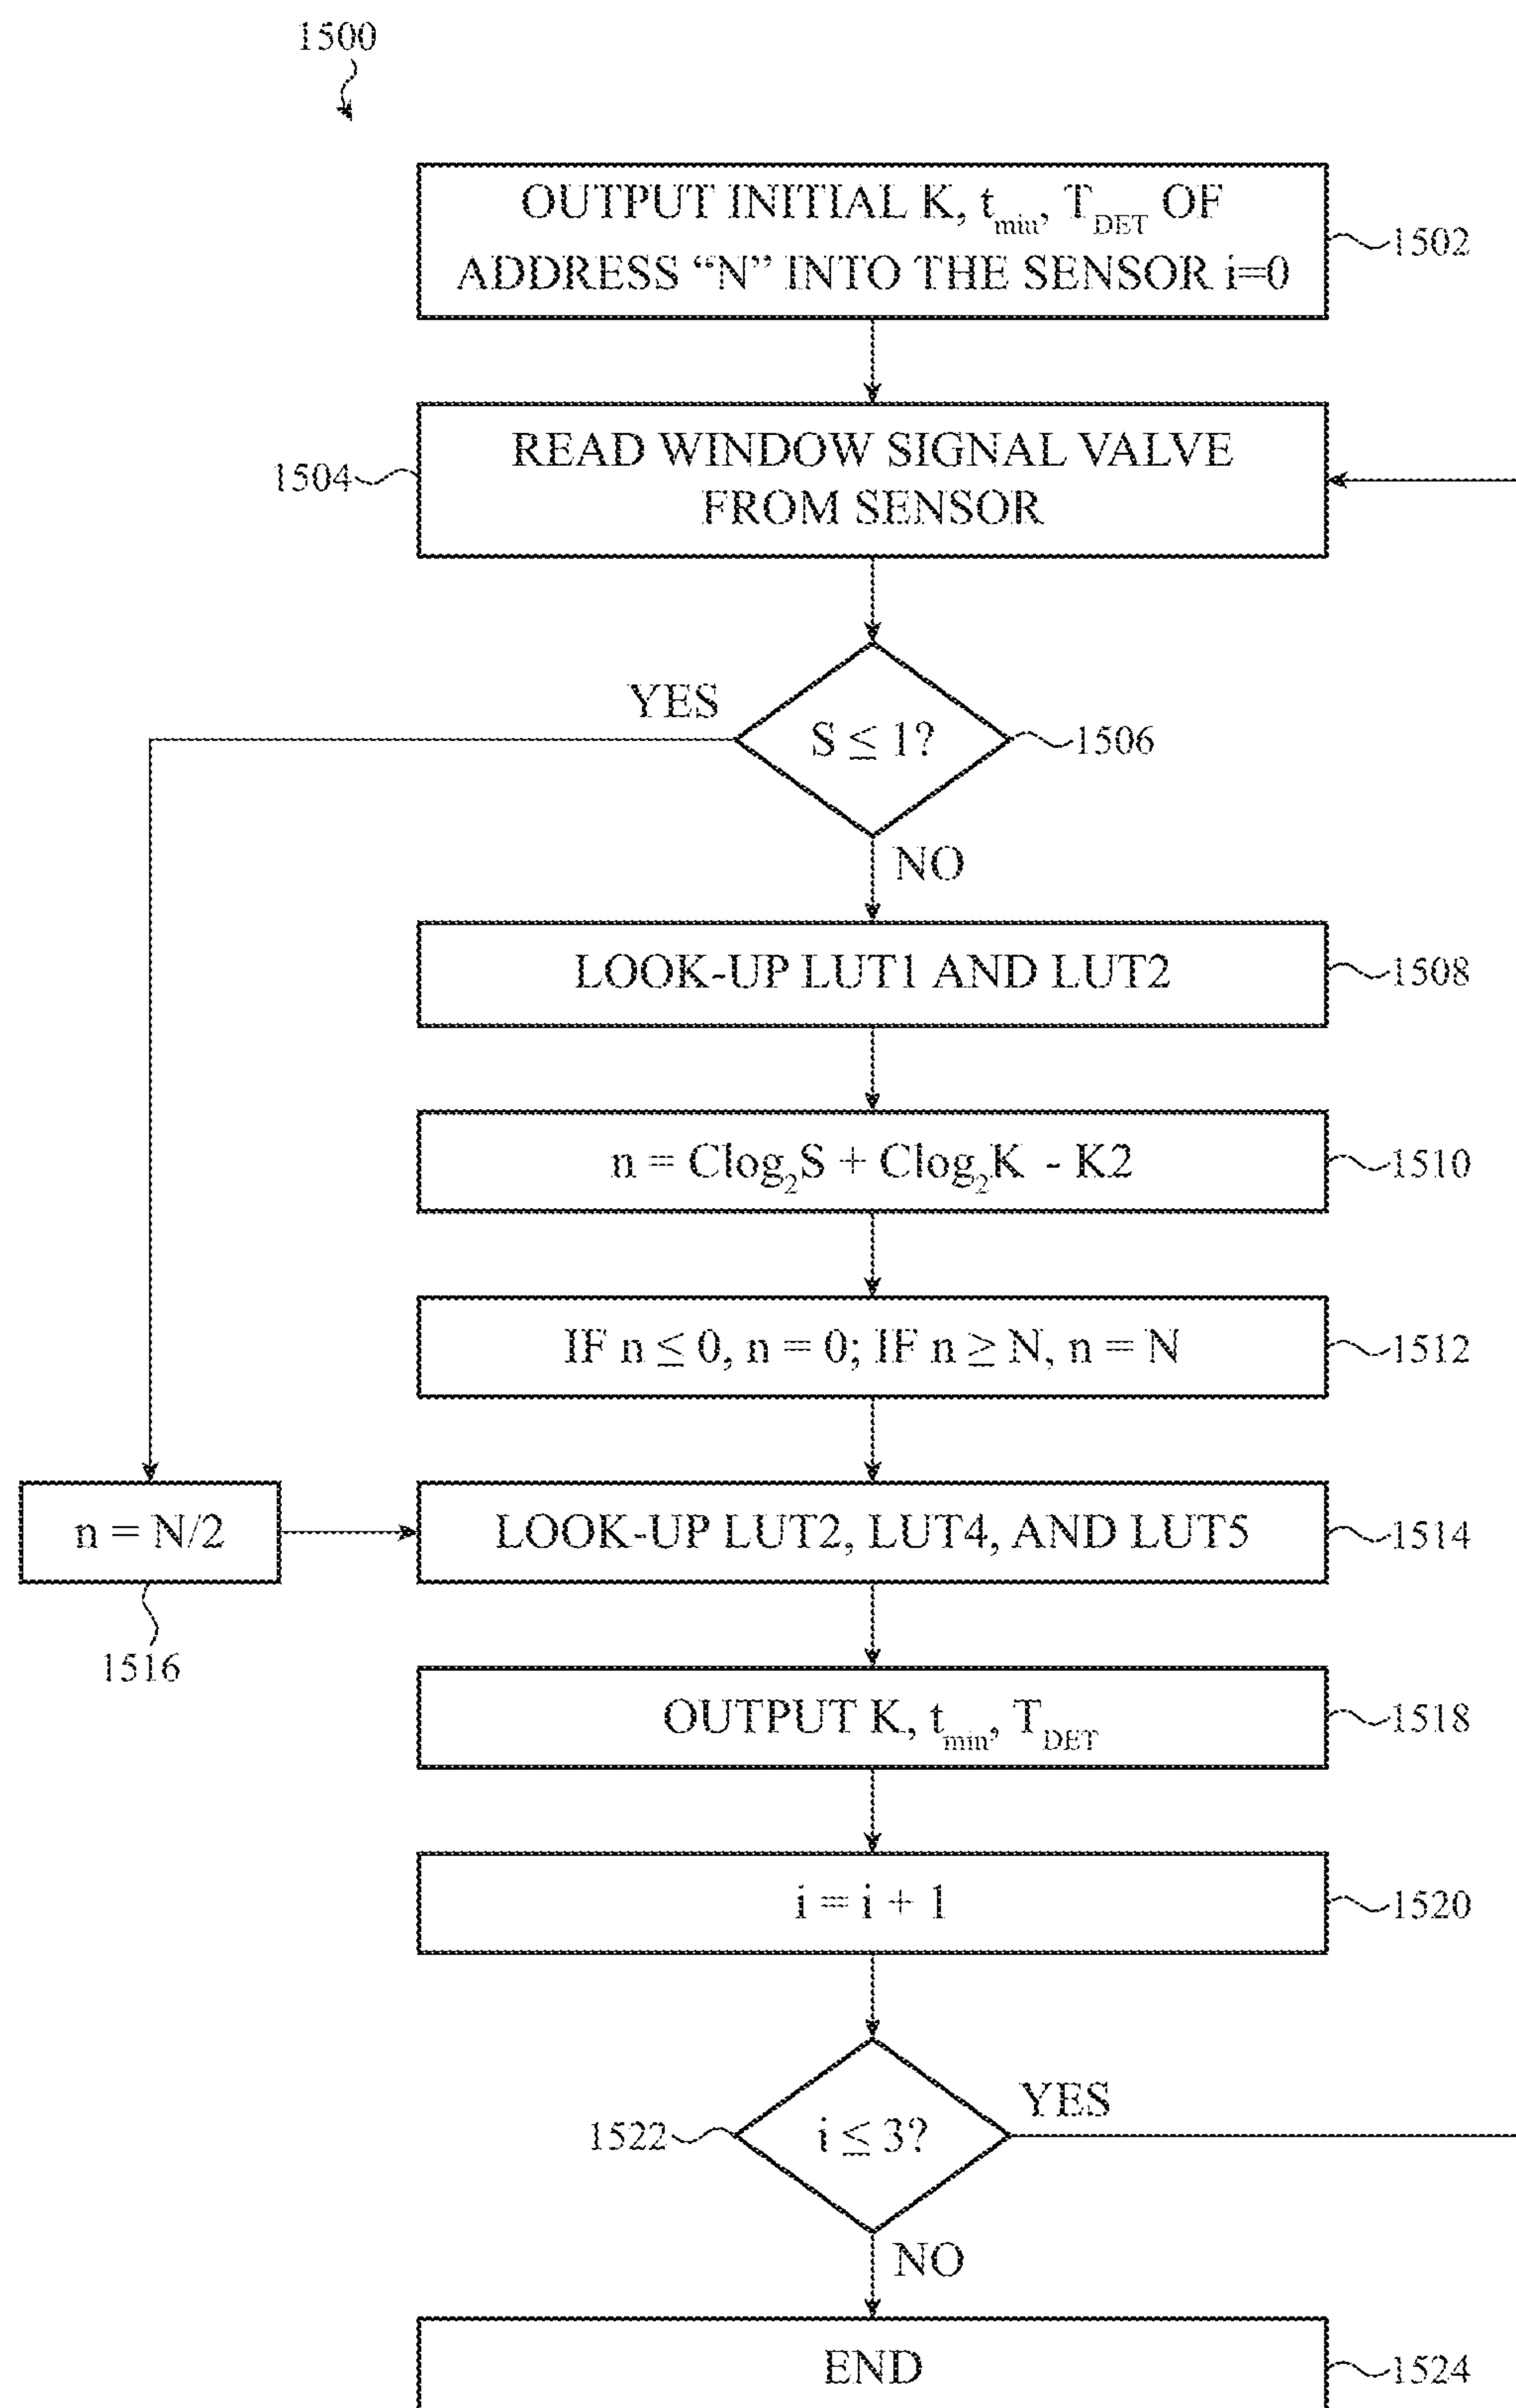 1500
OUTPUT INITIAL K, tmin, TDET OF
ADDRESS “N” INTO THE SENSOR i=0
1502
READ WINDOW SIGNAL VALVE
FROM SENSOR
1504
YES
S ≤ 1?
1506
NO
LOOK-UP LUT1 AND LUT2
1508
n = Clog2S + Clog2K - K2
1510
IF n ≤ 0, n = 0; IF n ≥ N, n = N
1512
n = N/2
1516
LOOK-UP LUT2, LUT4, AND LUT5
1514
OUTPUT K, tmin, TDET
1518
i = i + 1
1520
1522
i ≤ 3?
YES
NO
END
1524